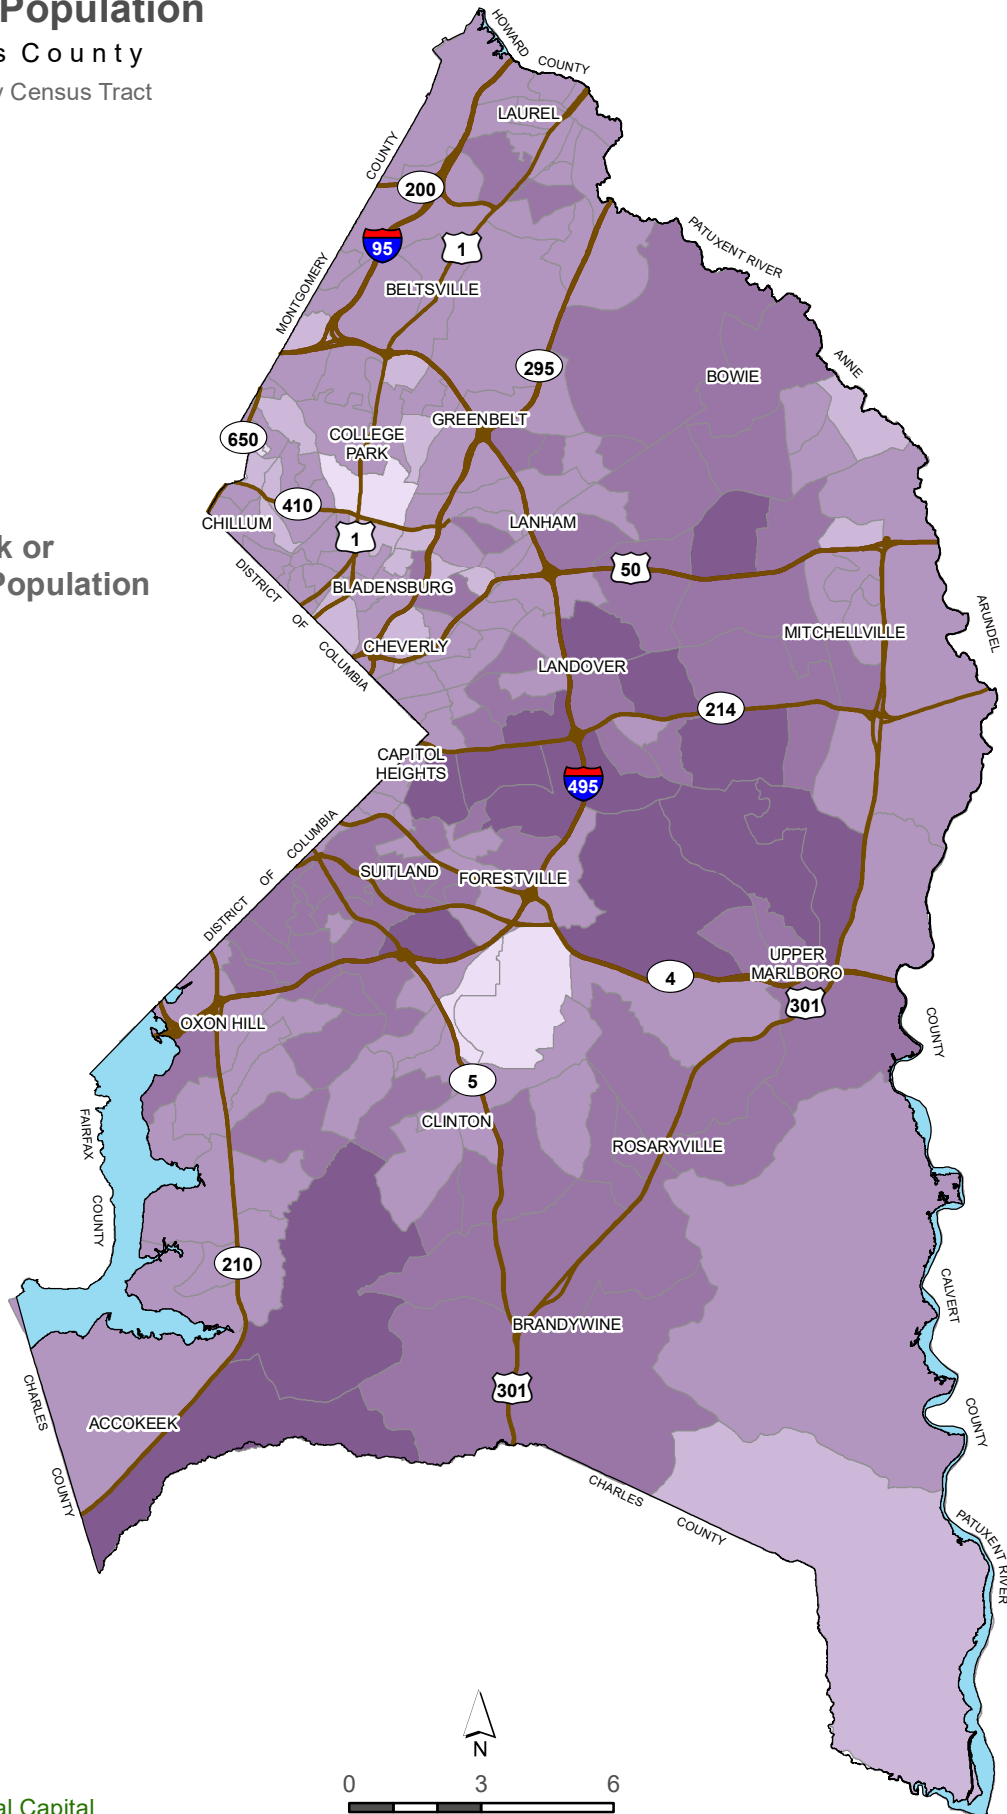 Population
s County
y Census Tract
HOWARD COUNTY
LAUREL
COUNTY
200
95
1
PATUXENT RIVER
MONTGOMERY
BELTSVILLE
295
ANNE
BOWIE
GREENBELT
650
COLLEGE
PARK
410
CHILLUM
1
LANHAM
k or
Population
50
DISTRICT OF COLUMBIA
BLADENSBURG
ARUNDEL
MITCHELLVILLE
CHEVERLY
LANDOVER
214
CAPITOL
HEIGHTS
495
DISTRICT OF COLUMBIA
SUITLAND
FORESTVILLE
UPPER
MARLBORO
4
301
OXON HILL
COUNTY
5
FAIRFAX
CLINTON
ROSARYVILLE
COUNTY
210
CALVERT
BRANDYWINE
301
CHARLES
COUNTY
ACCOKEEK
COUNTY
CHARLES
COUNTY
PATUXENT RIVER
N
0 3 6
al Capital